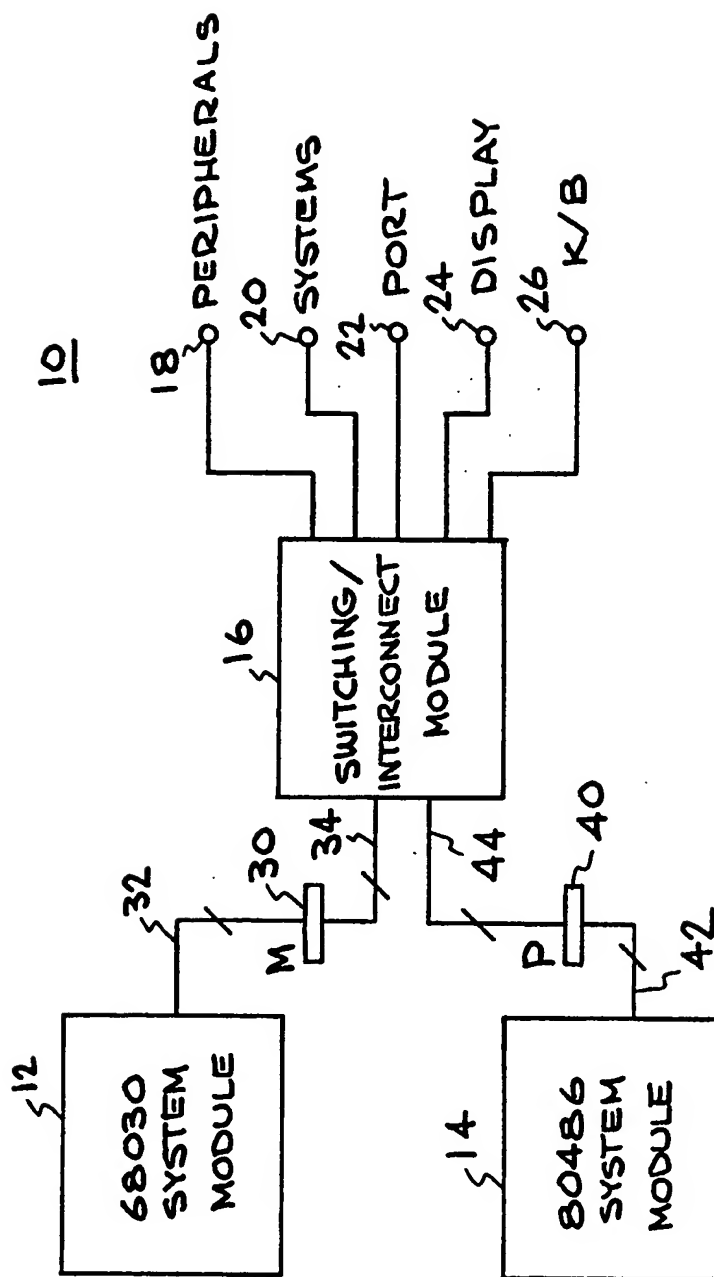 10
12
68030
SYSTEM
MODULE
32
M
30
34
16
SWITCHING/
INTERCONNECT
MODULE
18
PERIPHERALS
20
SYSTEMS
22
PORT
24
DISPLAY
26
K/B
44
P
40
42
14
80486
SYSTEM
MODULE